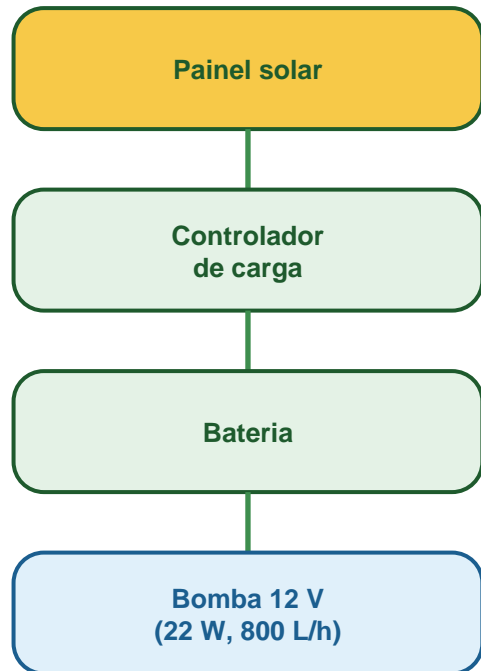 Painel solar
Controlador
de carga
Bateria
Bomba 12 V
(22 W, 800 L/h)